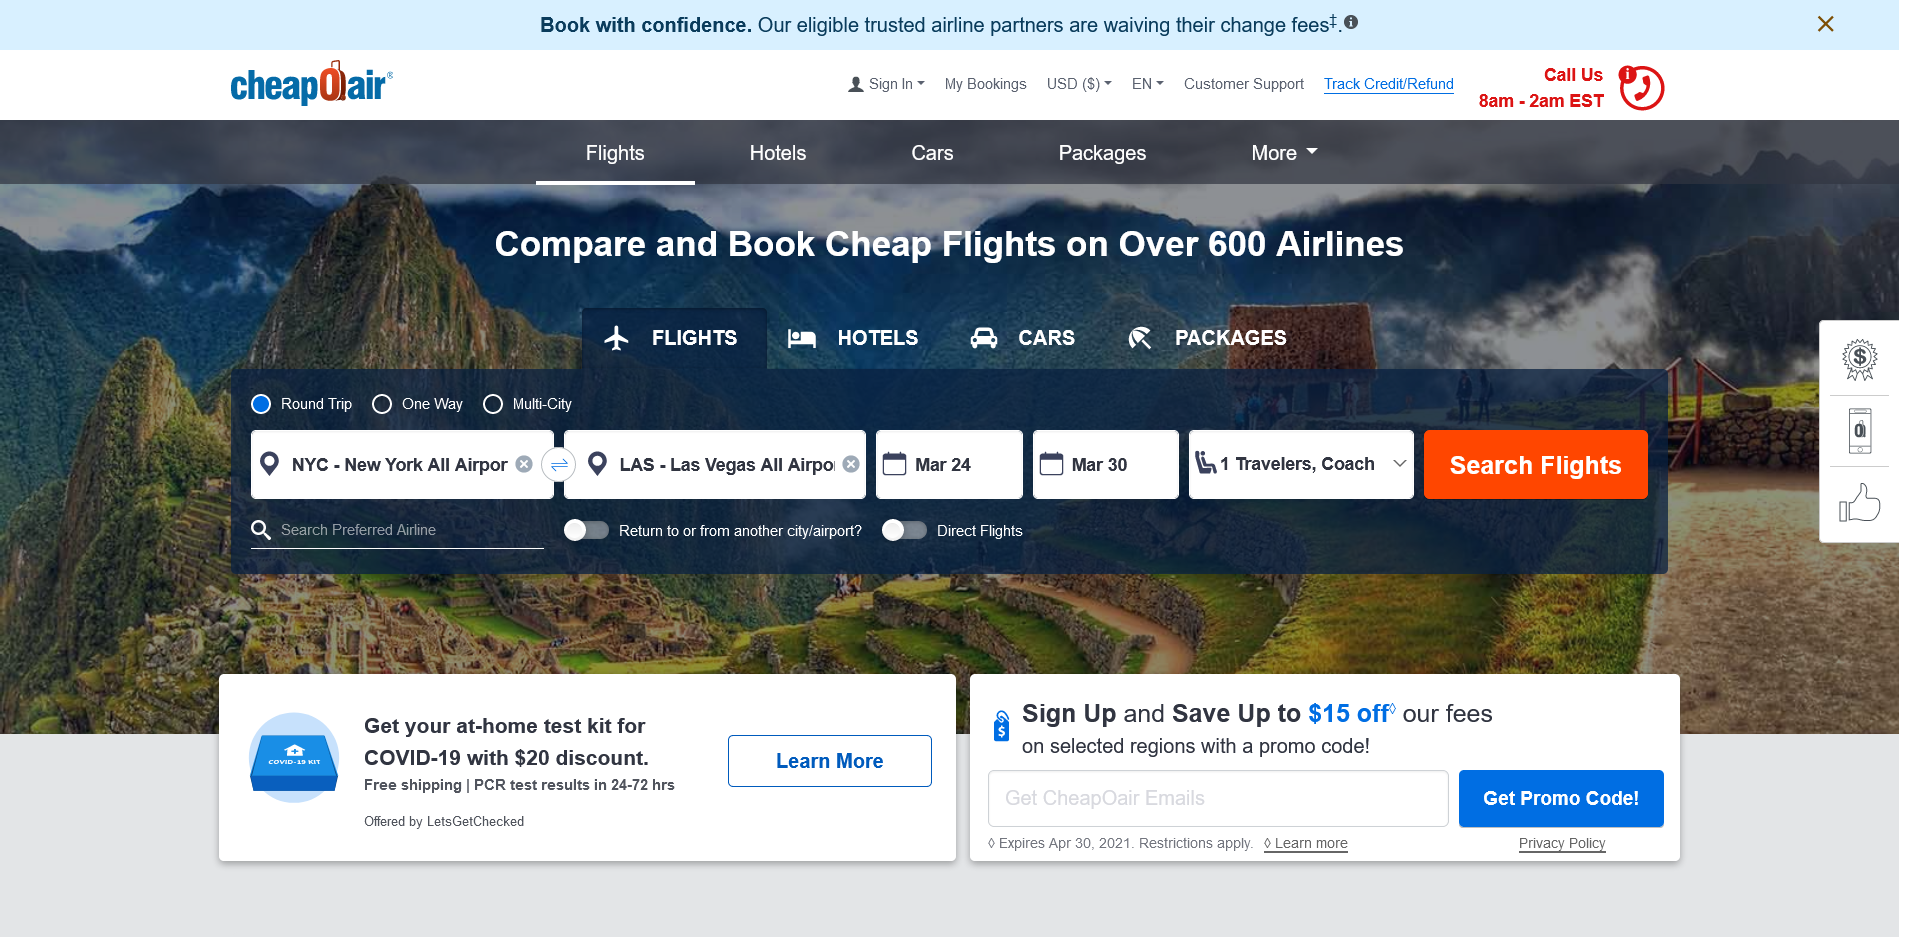 Book with confidence. Our eligible trusted airline partners are waiving their change fees‡.
cheapOair®
Sign In
My Bookings
USD ($)
EN
Customer Support
Track Credit/Refund
Call Us
8am - 2am EST
Flights
Hotels
Cars
Packages
More
Compare and Book Cheap Flights on Over 600 Airlines
FLIGHTS
HOTELS
CARS
PACKAGES
Round Trip
One Way
Multi-City
NYC - New York All Airpor
LAS - Las Vegas All Airpo
Mar 24
Mar 30
1 Travelers, Coach
Search Flights
Search Preferred Airline
Return to or from another city/airport?
Direct Flights
COVID-19 KIT
Get your at-home test kit for
COVID-19 with $20 discount.
Free shipping | PCR test results in 24-72 hrs
Offered by LetsGetChecked
Learn More
Sign Up and Save Up to $15 off◊ our fees
on selected regions with a promo code!
Get CheapOair Emails
Get Promo Code!
◊ Expires Apr 30, 2021. Restrictions apply.
◊ Learn more
Privacy Policy